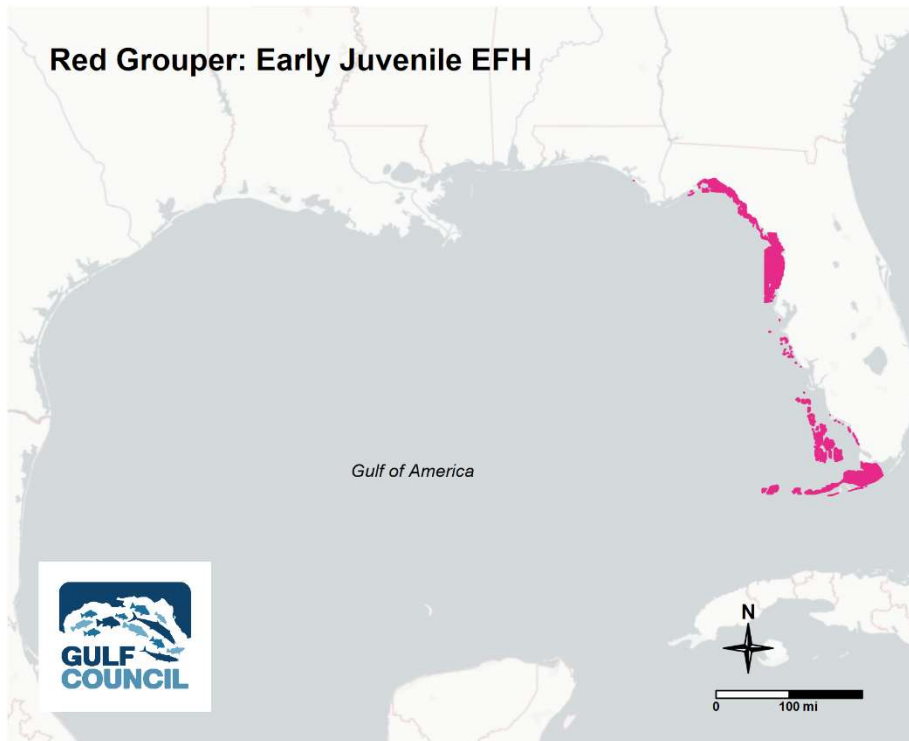 Red Grouper: Early Juvenile EFH
Gulf of America
GULF
COUNCIL
N
0 100 mi